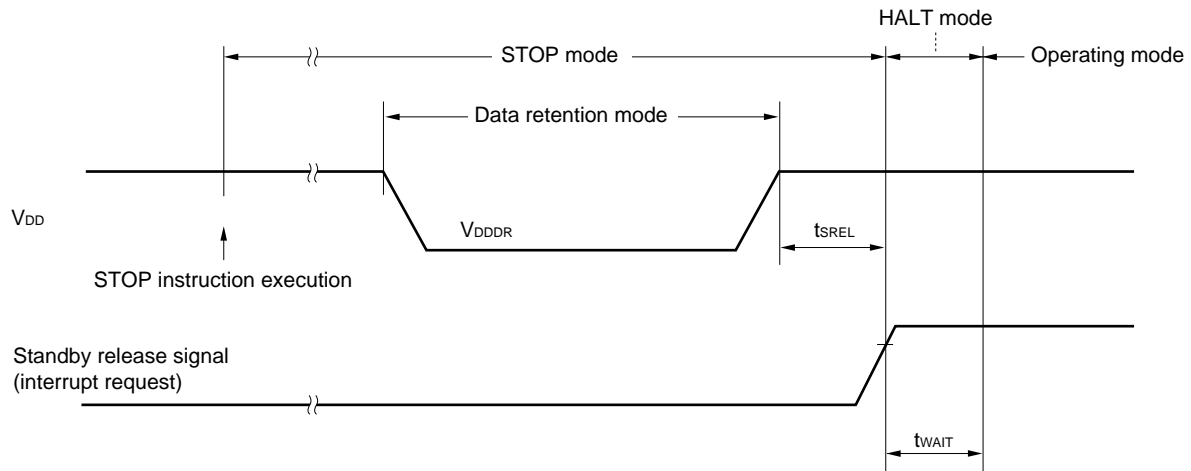 HALT mode
STOP mode
Operating mode
Data retention mode
VDD
VDDDR
tSREL
STOP instruction execution
Standby release signal
(interrupt request)
tWAIT